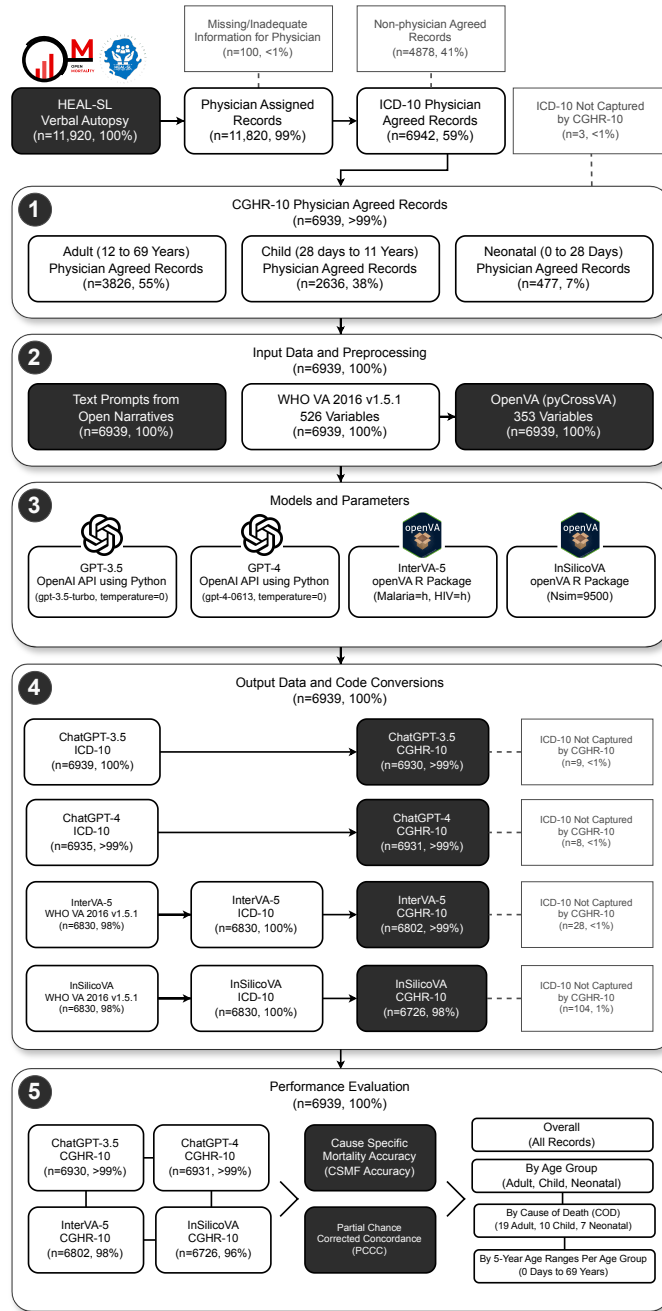 Missing/Inadequate
Information for Physician
(n=100, <1%)
Non-physician Agreed
Records
(n=4878, 41%)
M
OPEN
MORTALITY
HEAL-SL
HEAL-SL
Verbal Autopsy
(n=11,920, 100%)
Physician Assigned
Records
(n=11,820, 99%)
ICD-10 Physician
Agreed Records
(n=6942, 59%)
ICD-10 Not Captured
by CGHR-10
(n=3, <1%)
1
CGHR-10 Physician Agreed Records
(n=6939, >99%)
Adult (12 to 69 Years)
Physician Agreed Records
(n=3826, 55%)
Child (28 days to 11 Years)
Physician Agreed Records
(n=2636, 38%)
Neonatal (0 to 28 Days)
Physician Agreed Records
(n=477, 7%)
2
Input Data and Preprocessing
(n=6939, 100%)
Text Prompts from
Open Narratives
(n=6939, 100%)
WHO VA 2016 v1.5.1
526 Variables
(n=6939, 100%)
OpenVA (pyCrossVA)
353 Variables
(n=6939, 100%)
3
Models and Parameters
GPT-3.5
OpenAI API using Python
(gpt-3.5-turbo, temperature=0)
GPT-4
OpenAI API using Python
(gpt-4-0613, temperature=0)
openVA
InterVA-5
openVA R Package
(Malaria=h, HIV=h)
openVA
InSilicoVA
openVA R Package
(Nsim=9500)
4
Output Data and Code Conversions
(n=6939, 100%)
ChatGPT-3.5
ICD-10
(n=6939, 100%)
ChatGPT-3.5
CGHR-10
(n=6930, >99%)
ICD-10 Not Captured
by CGHR-10
(n=9, <1%)
ChatGPT-4
ICD-10
(n=6935, >99%)
ChatGPT-4
CGHR-10
(n=6931, >99%)
ICD-10 Not Captured
by CGHR-10
(n=8, <1%)
InterVA-5
WHO VA 2016 v1.5.1
(n=6830, 98%)
InterVA-5
ICD-10
(n=6830, 100%)
InterVA-5
CGHR-10
(n=6802, >99%)
ICD-10 Not Captured
by CGHR-10
(n=28, <1%)
InSilicoVA
WHO VA 2016 v1.5.1
(n=6830, 98%)
InSilicoVA
ICD-10
(n=6830, 100%)
InSilicoVA
CGHR-10
(n=6726, 98%)
ICD-10 Not Captured
by CGHR-10
(n=104, 1%)
5
Performance Evaluation
(n=6939, 100%)
ChatGPT-3.5
CGHR-10
(n=6930, >99%)
ChatGPT-4
CGHR-10
(n=6931, >99%)
InterVA-5
CGHR-10
(n=6802, 98%)
InSilicoVA
CGHR-10
(n=6726, 96%)
Cause Specific
Mortality Accuracy
(CSMF Accuracy)
Partial Chance
Corrected Concordance
(PCCC)
Overall
(All Records)
By Age Group
(Adult, Child, Neonatal)
By Cause of Death (COD)
(19 Adult, 10 Child, 7 Neonatal)
By 5-Year Age Ranges Per Age Group
(0 Days to 69 Years)